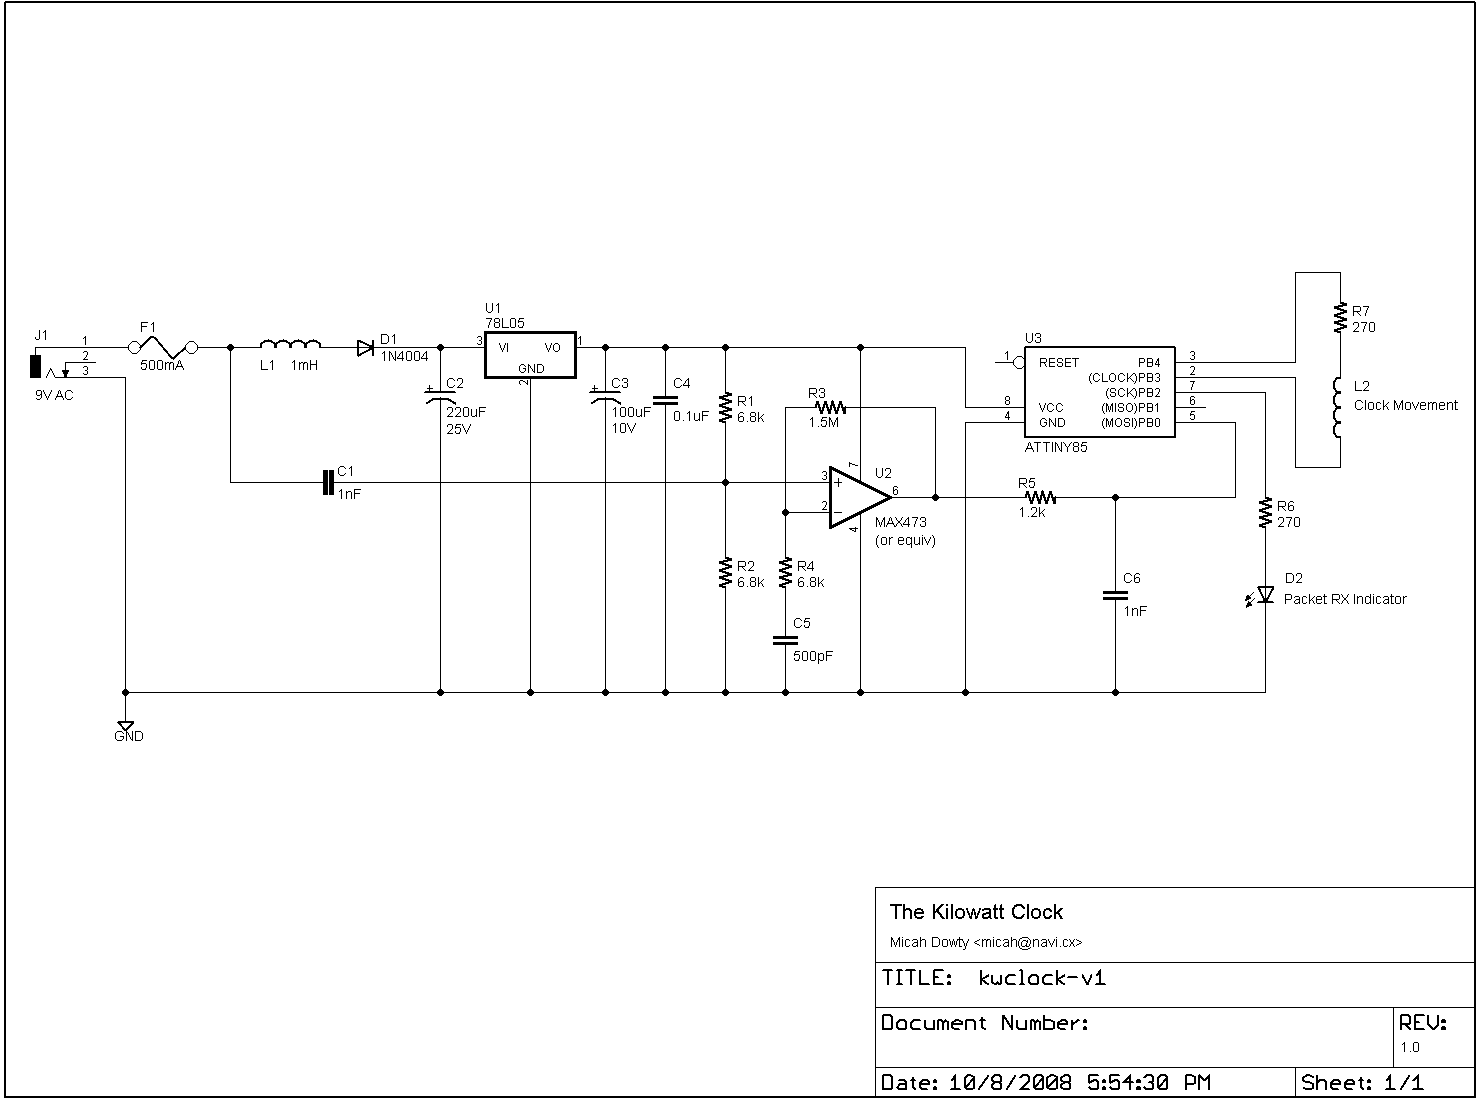 J1
1
2
3
9V AC
F1
500mA
L1 1mH
D1
1N4004
C1
1nF
C2
220uF
25V
U1
78L05
3
VI
VO
1
GND
2
C3
100uF
10V
C4
0.1uF
R1
6.8k
R2
6.8k
R3
1.5M
R4
6.8k
C5
500pF
U2
3
+
2
−
7
4
6
MAX473
(or equiv)
R5
1.2k
C6
1nF
U3
1
RESET
8
VCC
4
GND
PB4
3
(CLOCK)PB3
2
(SCK)PB2
7
(MISO)PB1
6
(MOSI)PB0
5
ATTINY85
R7
270
L2
Clock Movement
R6
270
D2
Packet RX Indicator
GND
The Kilowatt Clock
Micah Dowty <micah@navi.cx>
TITLE: kwclock-v1
Document Number:
REV:
1.0
Date: 10/8/2008 5:54:30 PM
Sheet: 1/1